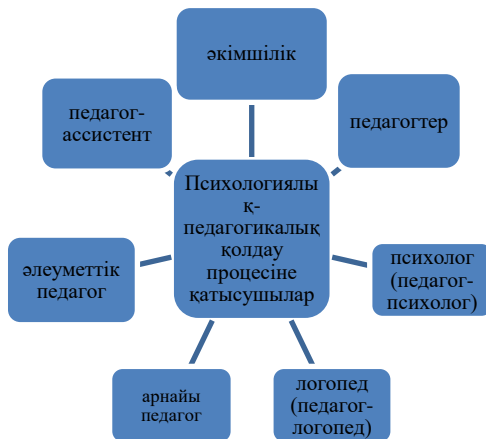 әкімшілік
педагогтер
психолог
(педагог-
психолог)
логопед
(педагог-
логопед)
арнайы
педагог
әлеуметтік
педагог
педагог-
ассистент
Психологиялы
қ-
педагогикалық
қолдау
процесіне
қатысушылар